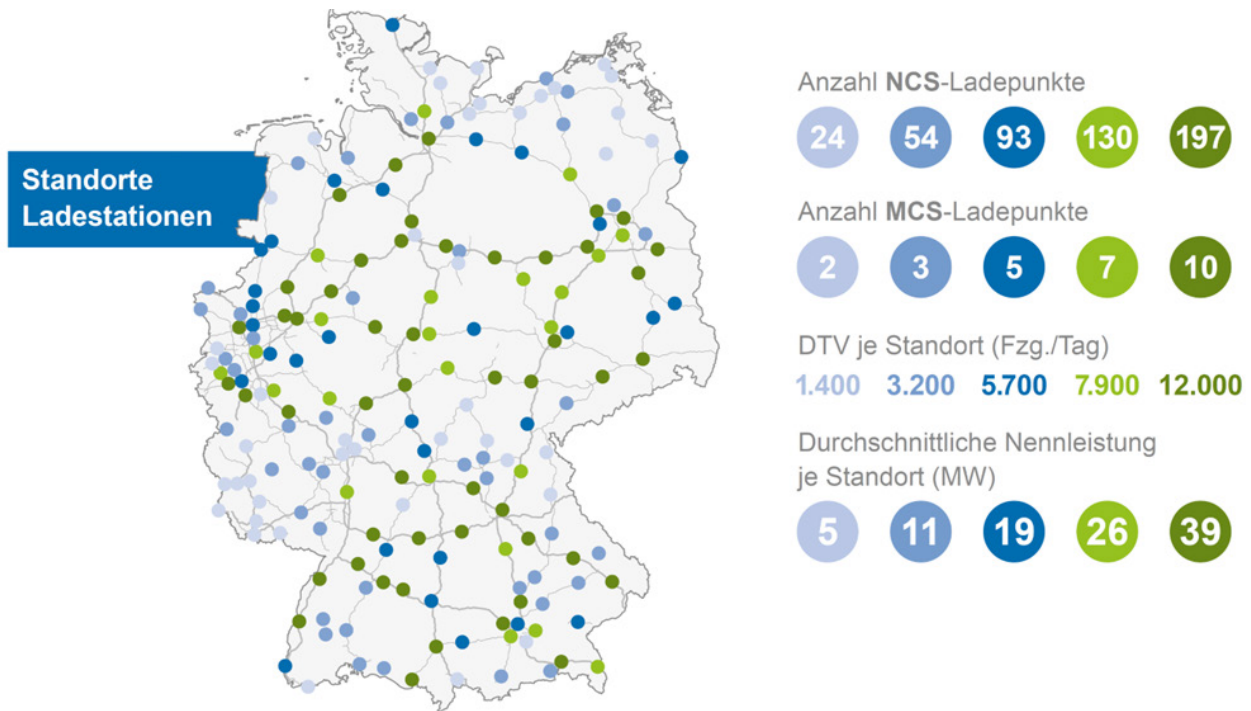 Standorte
Ladestationen
Anzahl NCS-Ladepunkte
24 54 93 130 197
Anzahl MCS-Ladepunkte
2 3 5 7 10
DTV je Standort (Fzg./Tag)
1.400 3.200 5.700 7.900 12.000
Durchschnittliche Nennleistung
je Standort (MW)
5 11 19 26 39